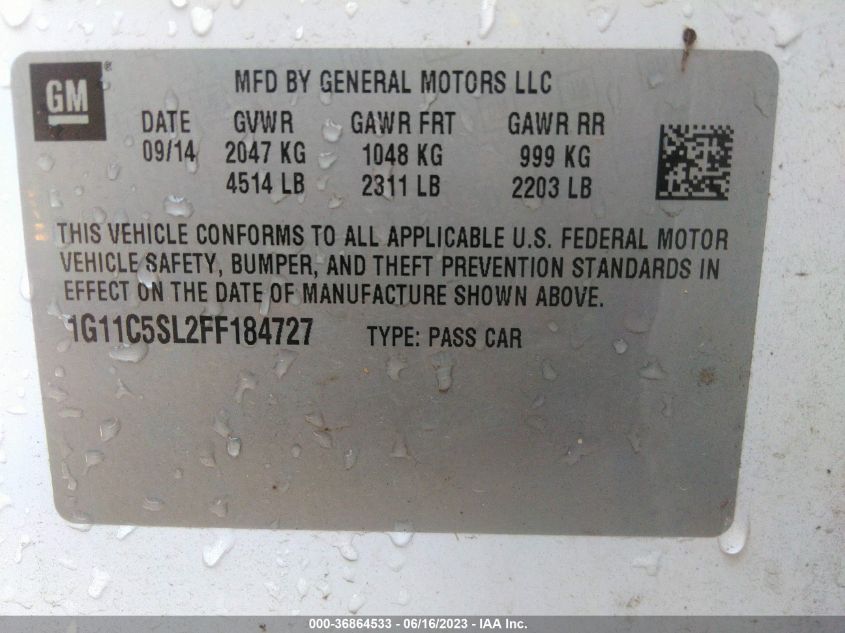 GM ®
MFD BY GENERAL MOTORS LLC
DATE GVWR GAWR FRT GAWR RR
09/14 2047 KG 1048 KG 999 KG
4514 LB 2311 LB 2203 LB
THIS VEHICLE CONFORMS TO ALL APPLICABLE U.S. FEDERAL MOTOR
VEHICLE SAFETY, BUMPER, AND THEFT PREVENTION STANDARDS IN
EFFECT ON THE DATE OF MANUFACTURE SHOWN ABOVE.
1G11C5SL2FF184727 TYPE: PASS CAR
000-36864533 - 06/16/2023 - IAA Inc.